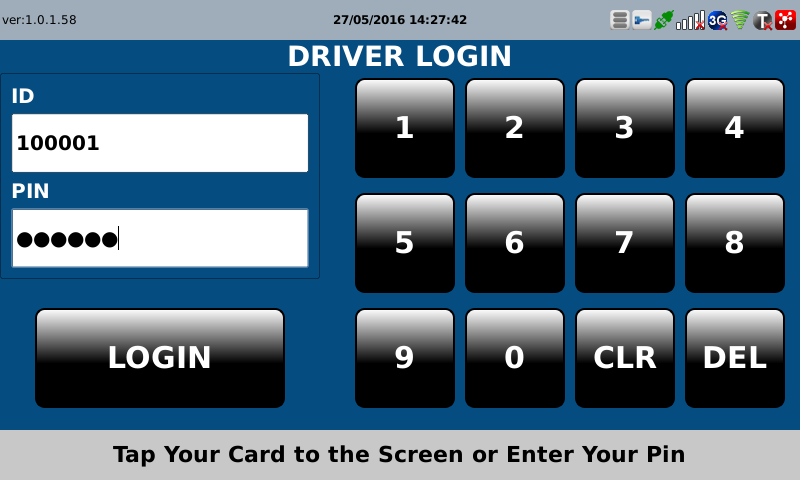 ver:1.0.1.58
27/05/2016 14:27:42
3G
T
DRIVER LOGIN
ID
100001
PIN
●●●●●●
1 2 3 4
5 6 7 8
LOGIN
9 0 CLR DEL
Tap Your Card to the Screen or Enter Your Pin